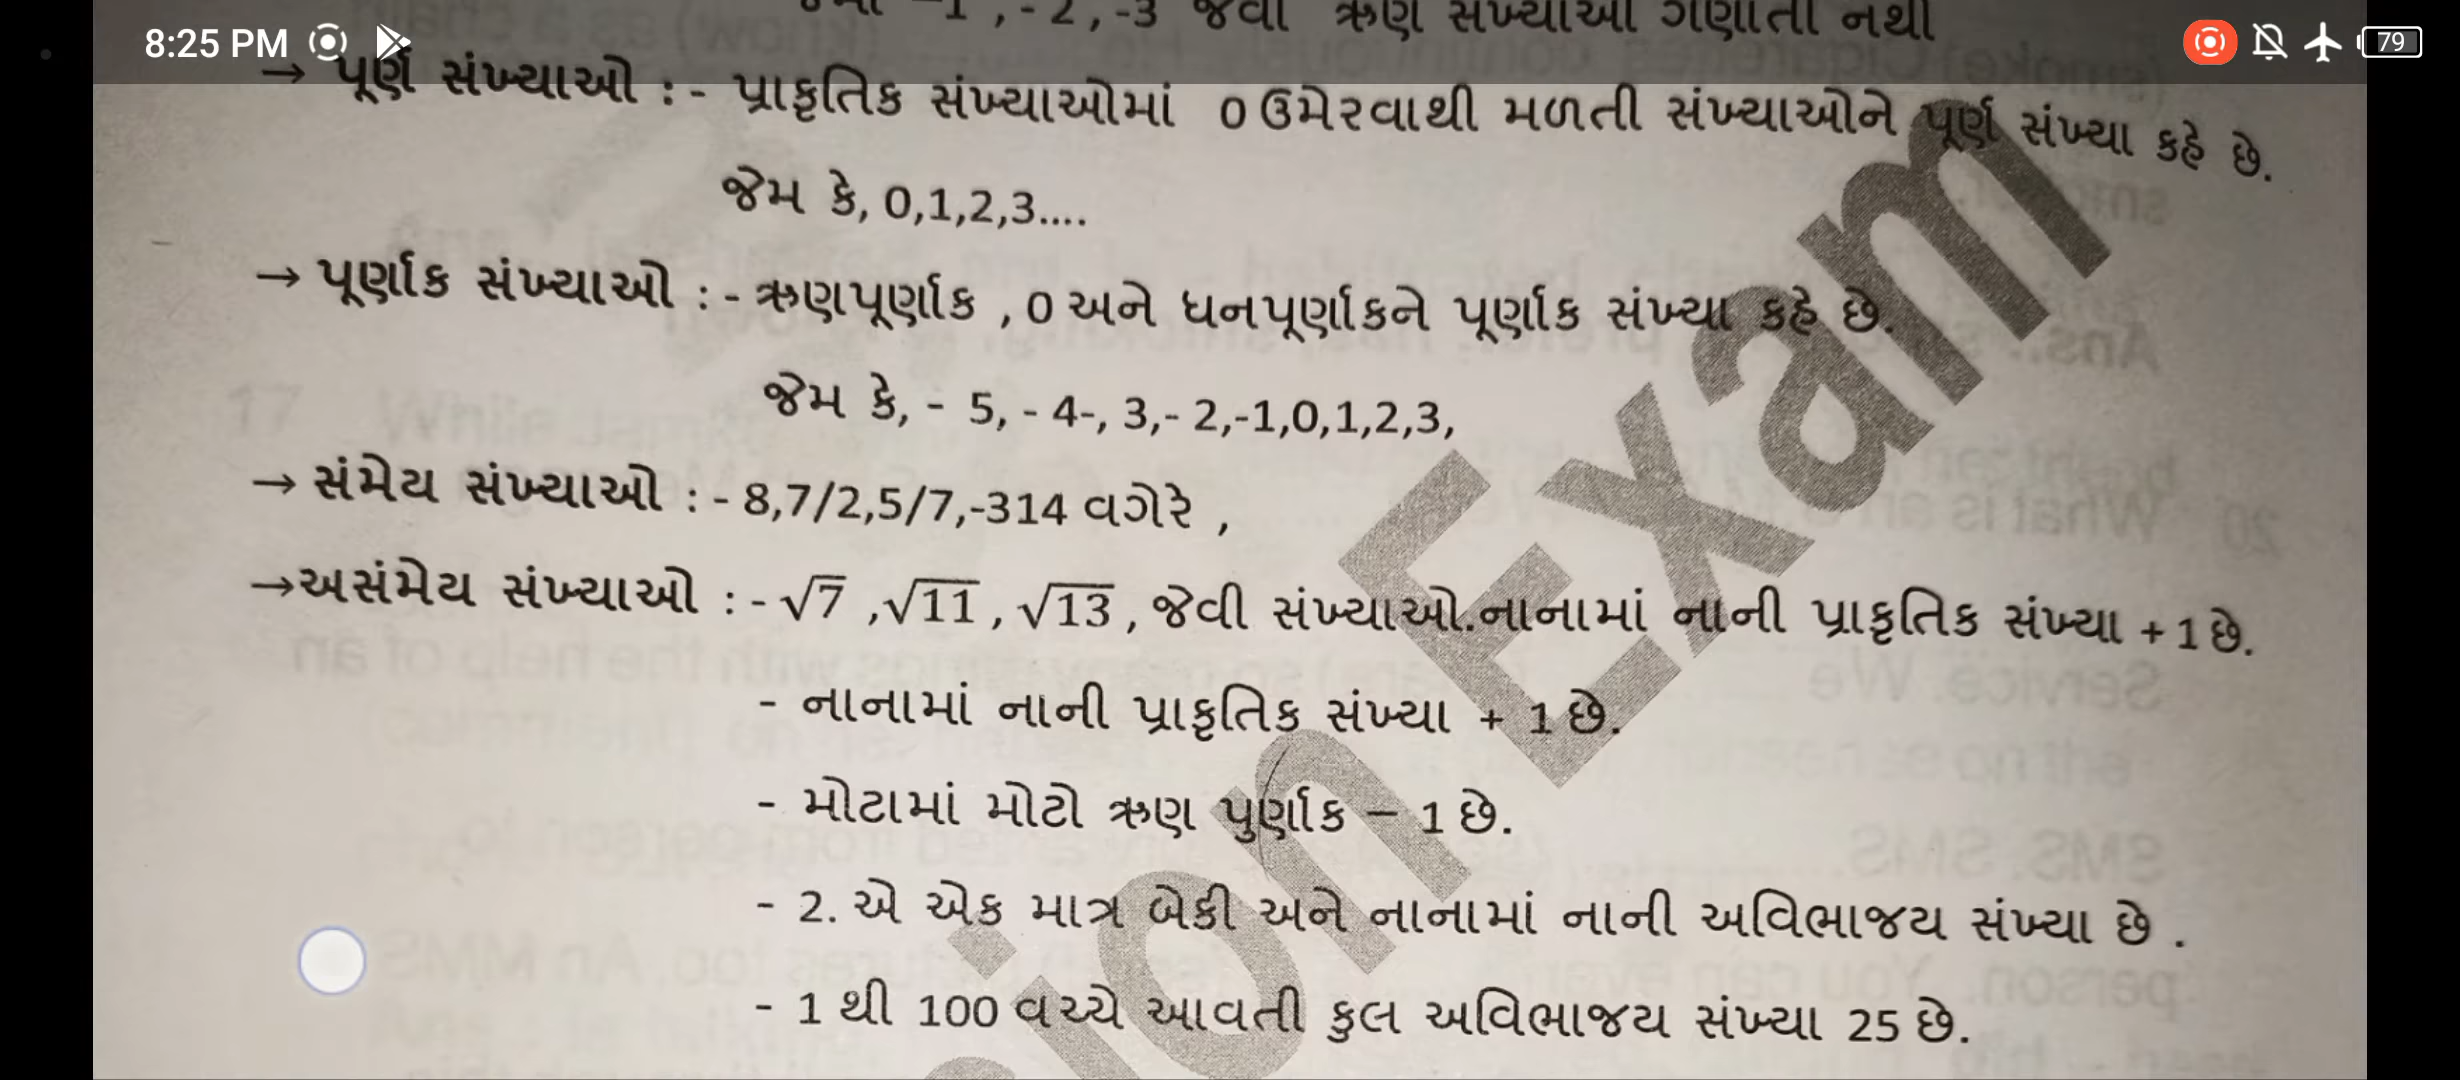 જેમાં –1 , - 2 , -3 જેવી ઋણ સંખ્યાઓ ગણાતી નથી
8:25 PM 79
→ પૂર્ણ સંખ્યાઓ : - પ્રાકૃતિક સંખ્યાઓમાં 0 ઉમેરવાથી મળતી સંખ્યાઓને પૂર્ણ સંખ્યા કહે છે.
જેમ કે, 0,1,2,3....
→ પૂર્ણાંક સંખ્યાઓ : - ઋણપૂર્ણાંક , 0 અને ધનપૂર્ણાંકને પૂર્ણાંક સંખ્યા કહે છે.
જેમ કે, - 5, - 4-, 3,- 2,-1,0,1,2,3,
→ સંમેય સંખ્યાઓ : - 8,7/2,5/7,-314 વગેરે ,
→અસંમેય સંખ્યાઓ : - √7 ,√11 , √13 , જેવી સંખ્યાઓ.નાનામાં નાની પ્રાકૃતિક સંખ્યા + 1 છે.
- નાનામાં નાની પ્રાકૃતિક સંખ્યા + 1 છે.
- મોટામાં મોટો ઋણ પુર્ણાંક – 1 છે.
- 2. એ એક માત્ર બેકી અને નાનામાં નાની અવિભાજય સંખ્યા છે .
- 1 થી 100 વચ્ચે આવતી કુલ અવિભાજય સંખ્યા 25 છે.
Exam